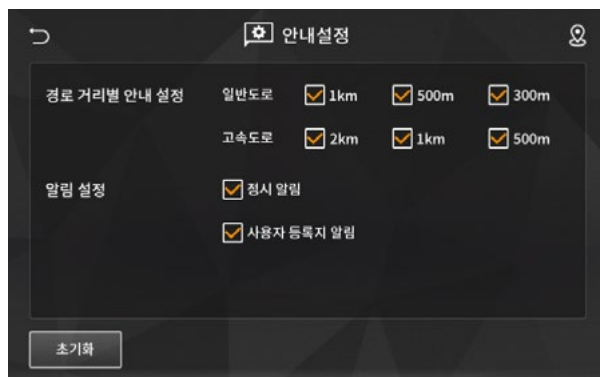 안내설정
경로 거리별 안내 설정 일반도로 1km 500m 300m
고속도로 2km 1km 500m
알림 설정 정시 알림
사용자 등록지 알림
초기화